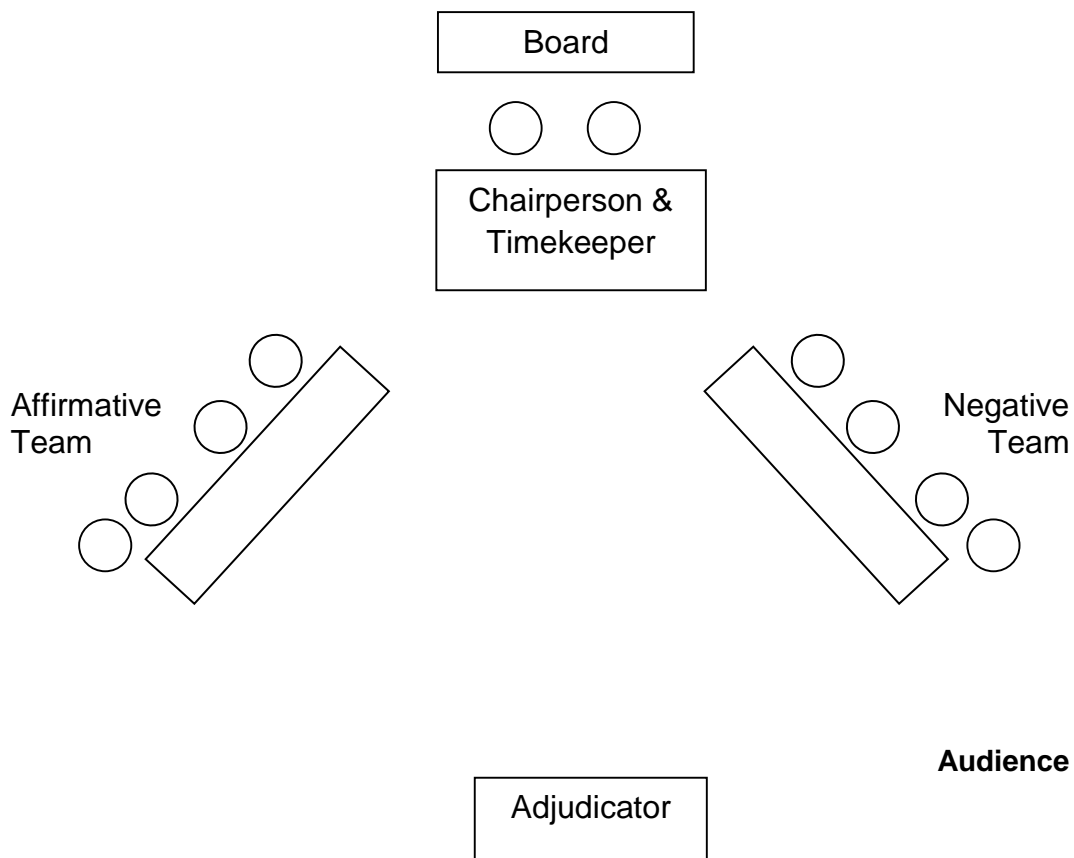 Board
Chairperson &
Timekeeper
Affirmative
Team
Negative
Team
Audience
Adjudicator